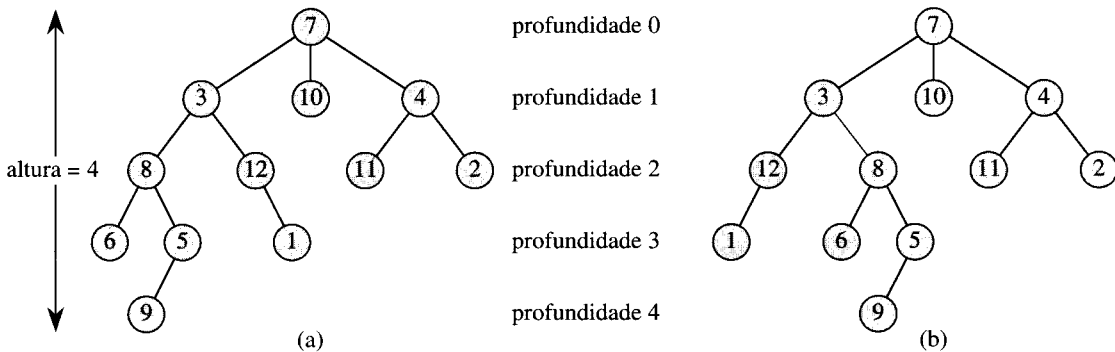 7 profundidade 0 7
3 10 4 profundidade 1 3 10 4
altura = 4 8 12 11 2 profundidade 2 12 8 11 2
6 5 1 profundidade 3 1 6 5
9 profundidade 4 9
(a) (b)